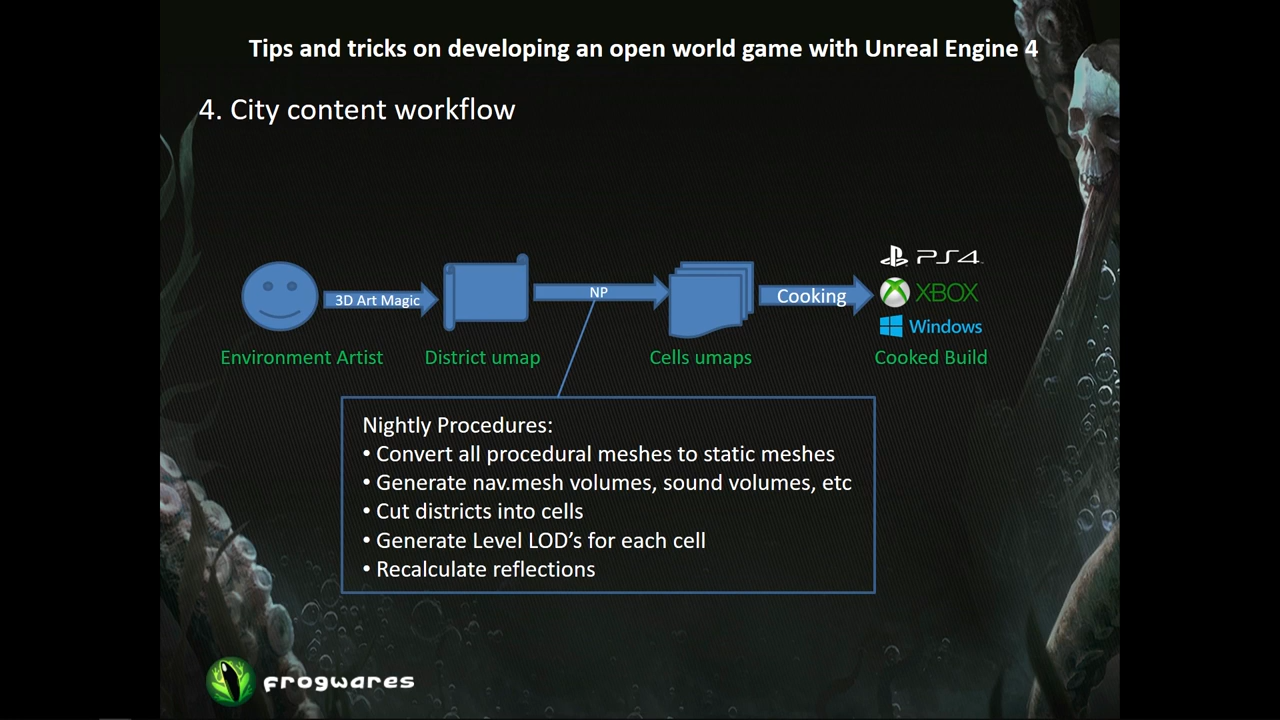 Tips and tricks on developing an open world game with Unreal Engine 4
4. City content workflow
3D Art Magic
NP
Cooking
PS4
XBOX
Windows
Environment Artist
District umap
Cells umaps
Cooked Build
Nightly Procedures:
• Convert all procedural meshes to static meshes
• Generate nav.mesh volumes, sound volumes, etc
• Cut districts into cells
• Generate Level LOD’s for each cell
• Recalculate reflections
frogwares